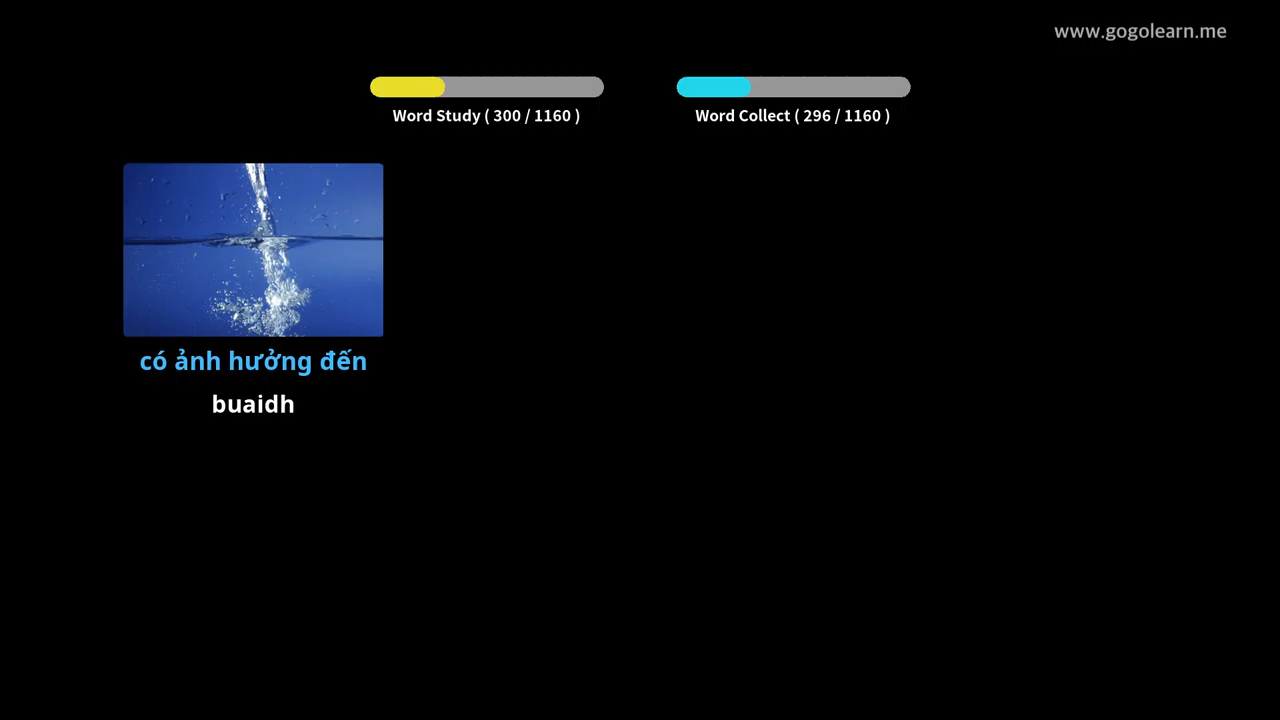 www.gogolearn.me
Word Study ( 300 / 1160 )
Word Collect ( 296 / 1160 )
có ảnh hưởng đến
buaidh